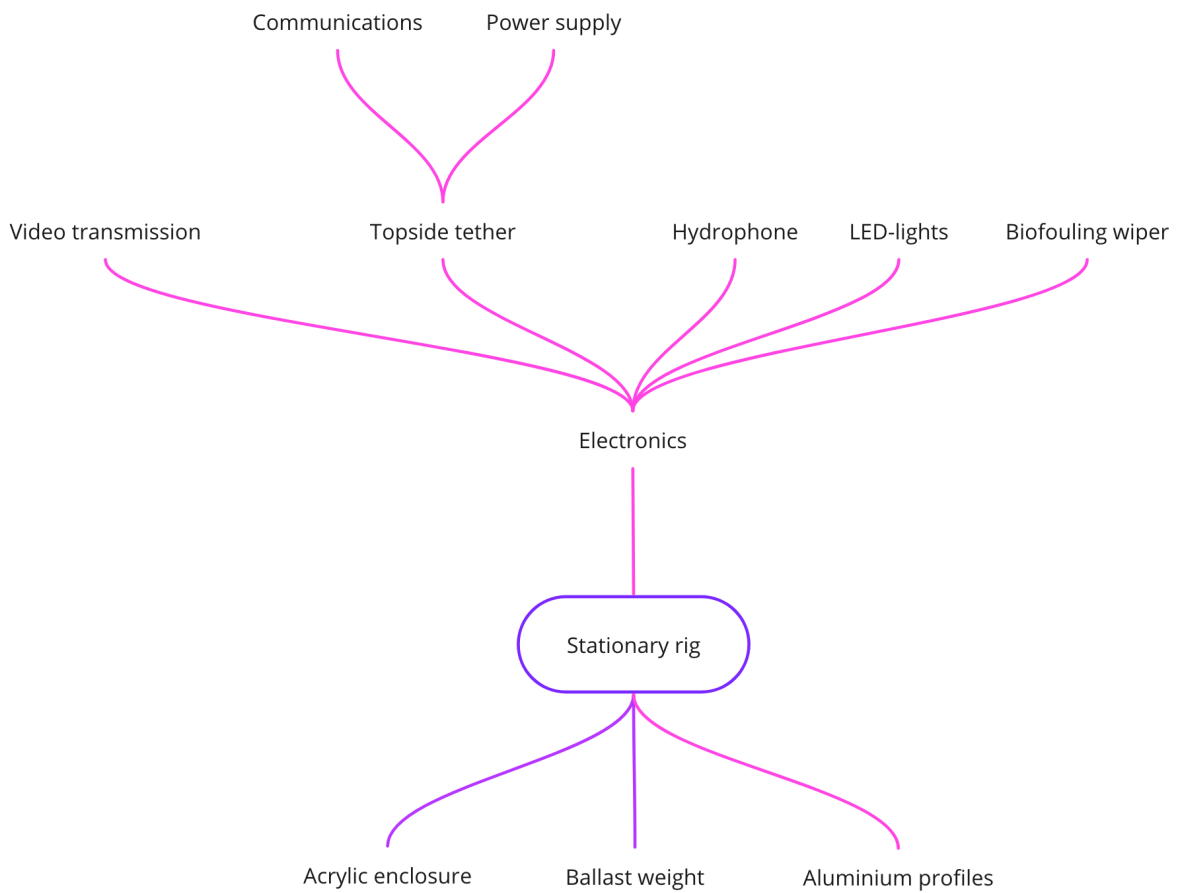 Communications
Power supply
Video transmission
Topside tether
Hydrophone
LED-lights
Biofouling wiper
Electronics
Stationary rig
Acrylic enclosure
Ballast weight
Aluminium profiles